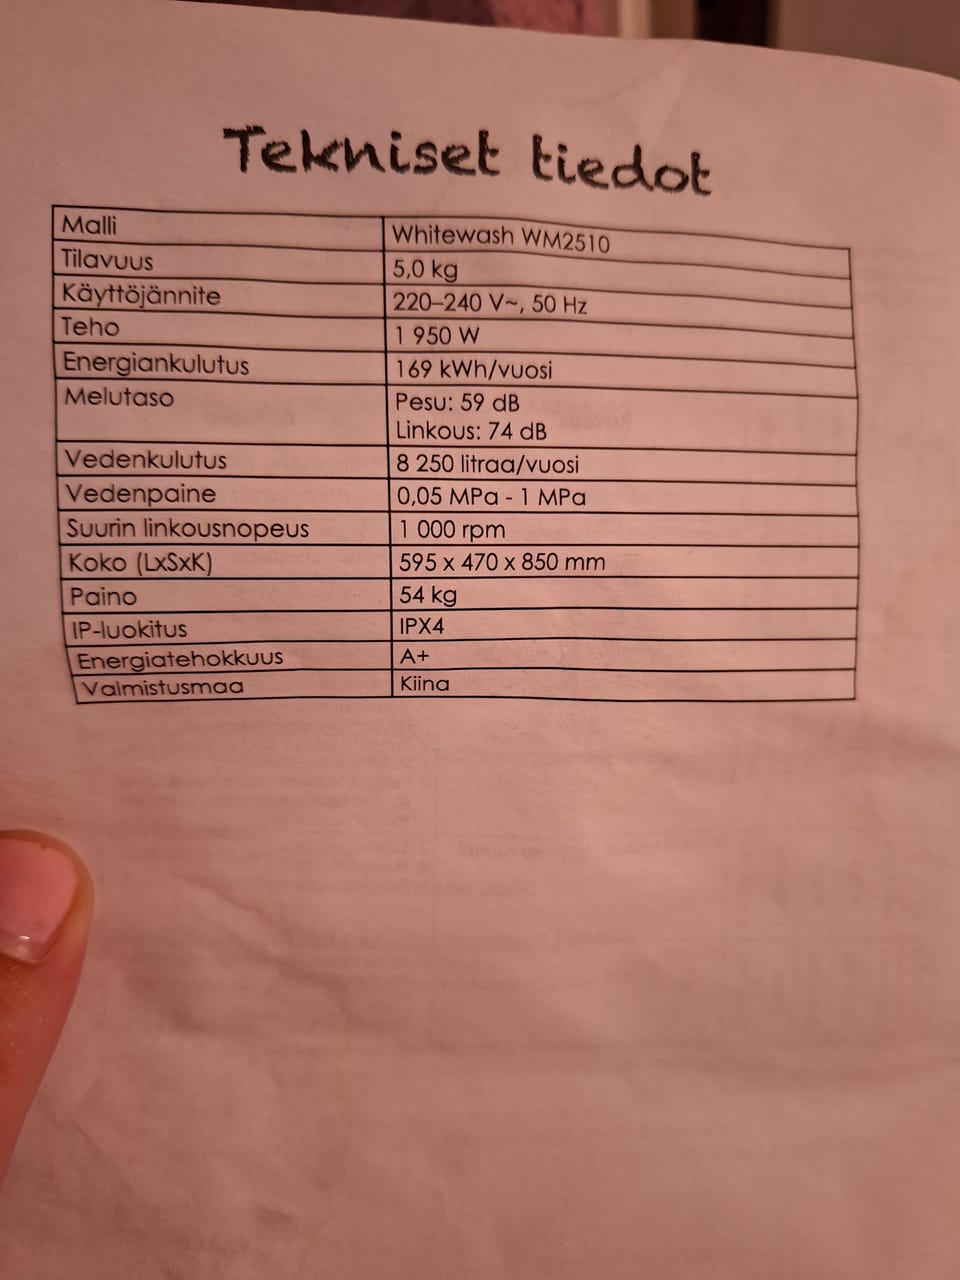 Tekniset tiedot
Malli Whitewash WM2510
Tilavuus 5,0 kg
Käyttöjännite 220–240 V~, 50 Hz
Teho 1 950 W
Energiankulutus 169 kWh/vuosi
Melutaso Pesu: 59 dB
Linkous: 74 dB
Vedenkulutus 8 250 litraa/vuosi
Vedenpaine 0,05 MPa - 1 MPa
Suurin linkousnopeus 1 000 rpm
Koko (LxSxK) 595 x 470 x 850 mm
Paino 54 kg
IP-luokitus IPX4
Energiatehokkuus A+
Valmistusmaa Kiina